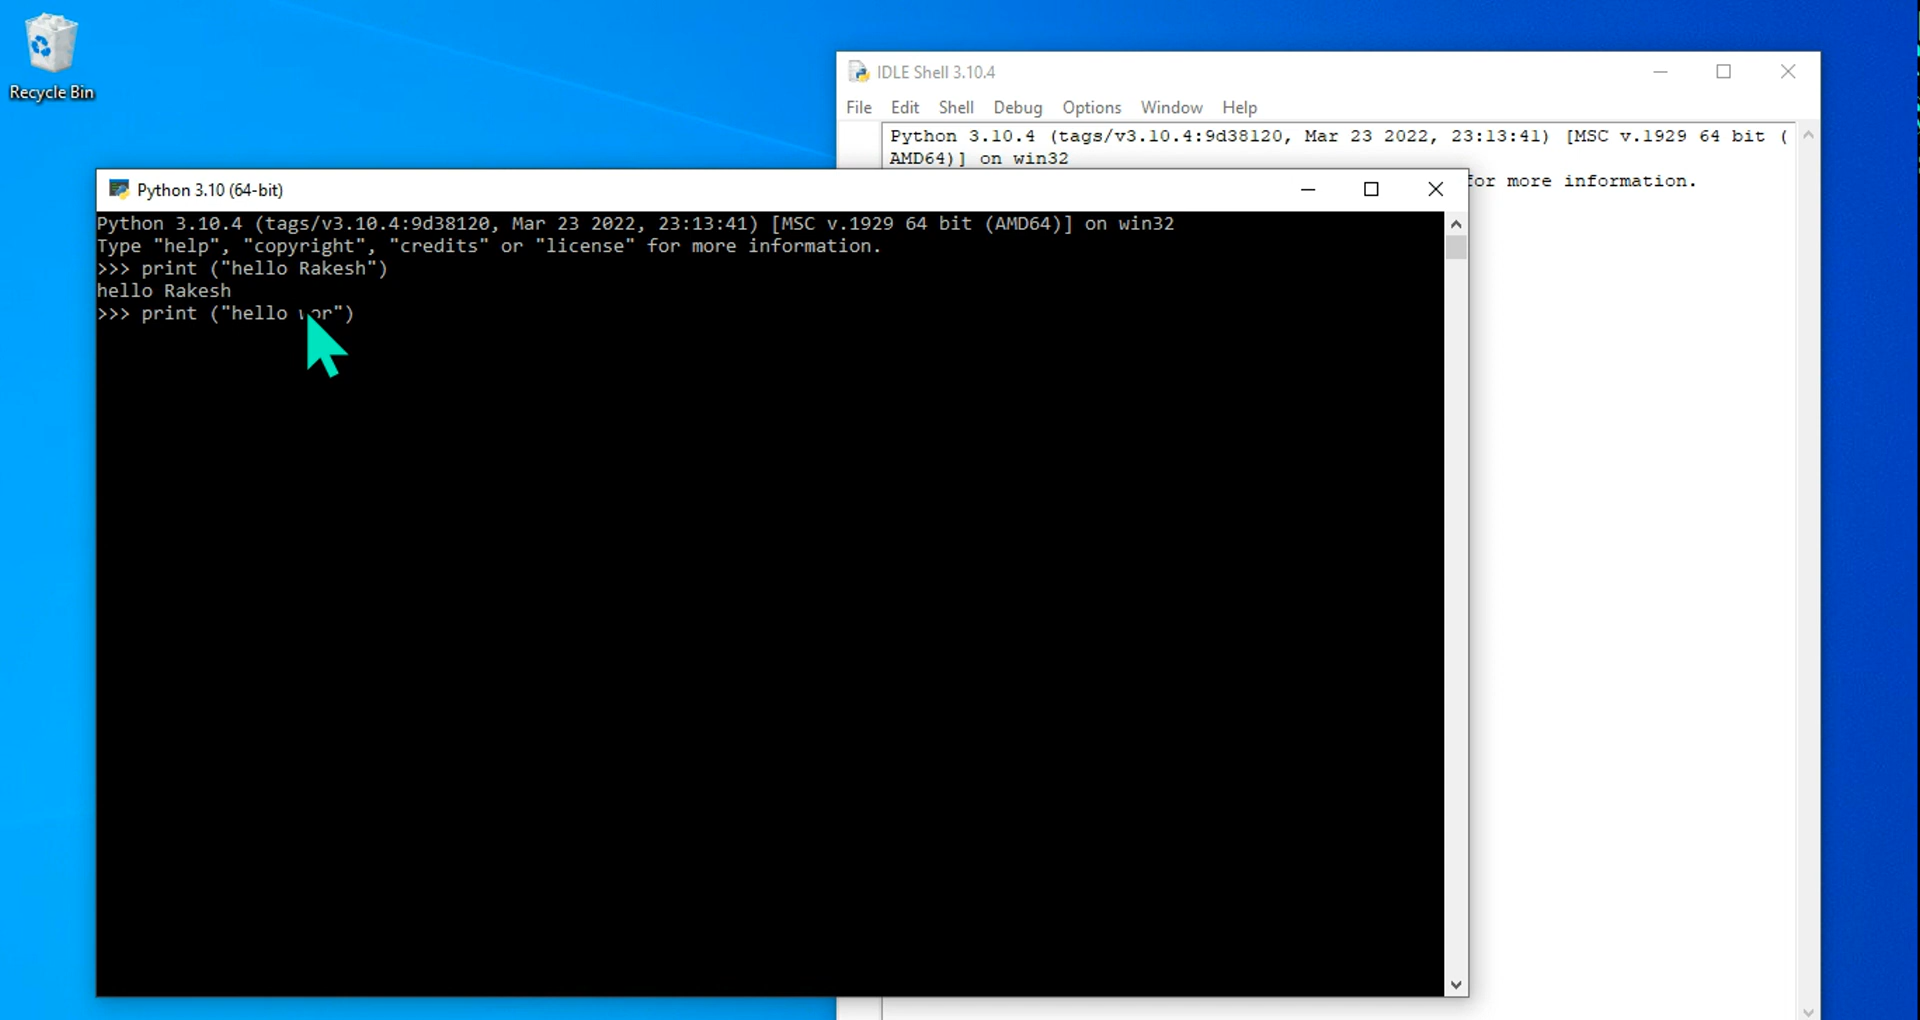 Recycle Bin
IDLE Shell 3.10.4
File Edit Shell Debug Options Window Help
Python 3.10.4 (tags/v3.10.4:9d38120, Mar 23 2022, 23:13:41) [MSC v.1929 64 bit (
AMD64)] on win32
for more information.
Python 3.10 (64-bit)
Python 3.10.4 (tags/v3.10.4:9d38120, Mar 23 2022, 23:13:41) [MSC v.1929 64 bit (AMD64)] on win32
Type "help", "copyright", "credits" or "license" for more information.
>>> print ("hello Rakesh")
hello Rakesh
>>> print ("hello wor")